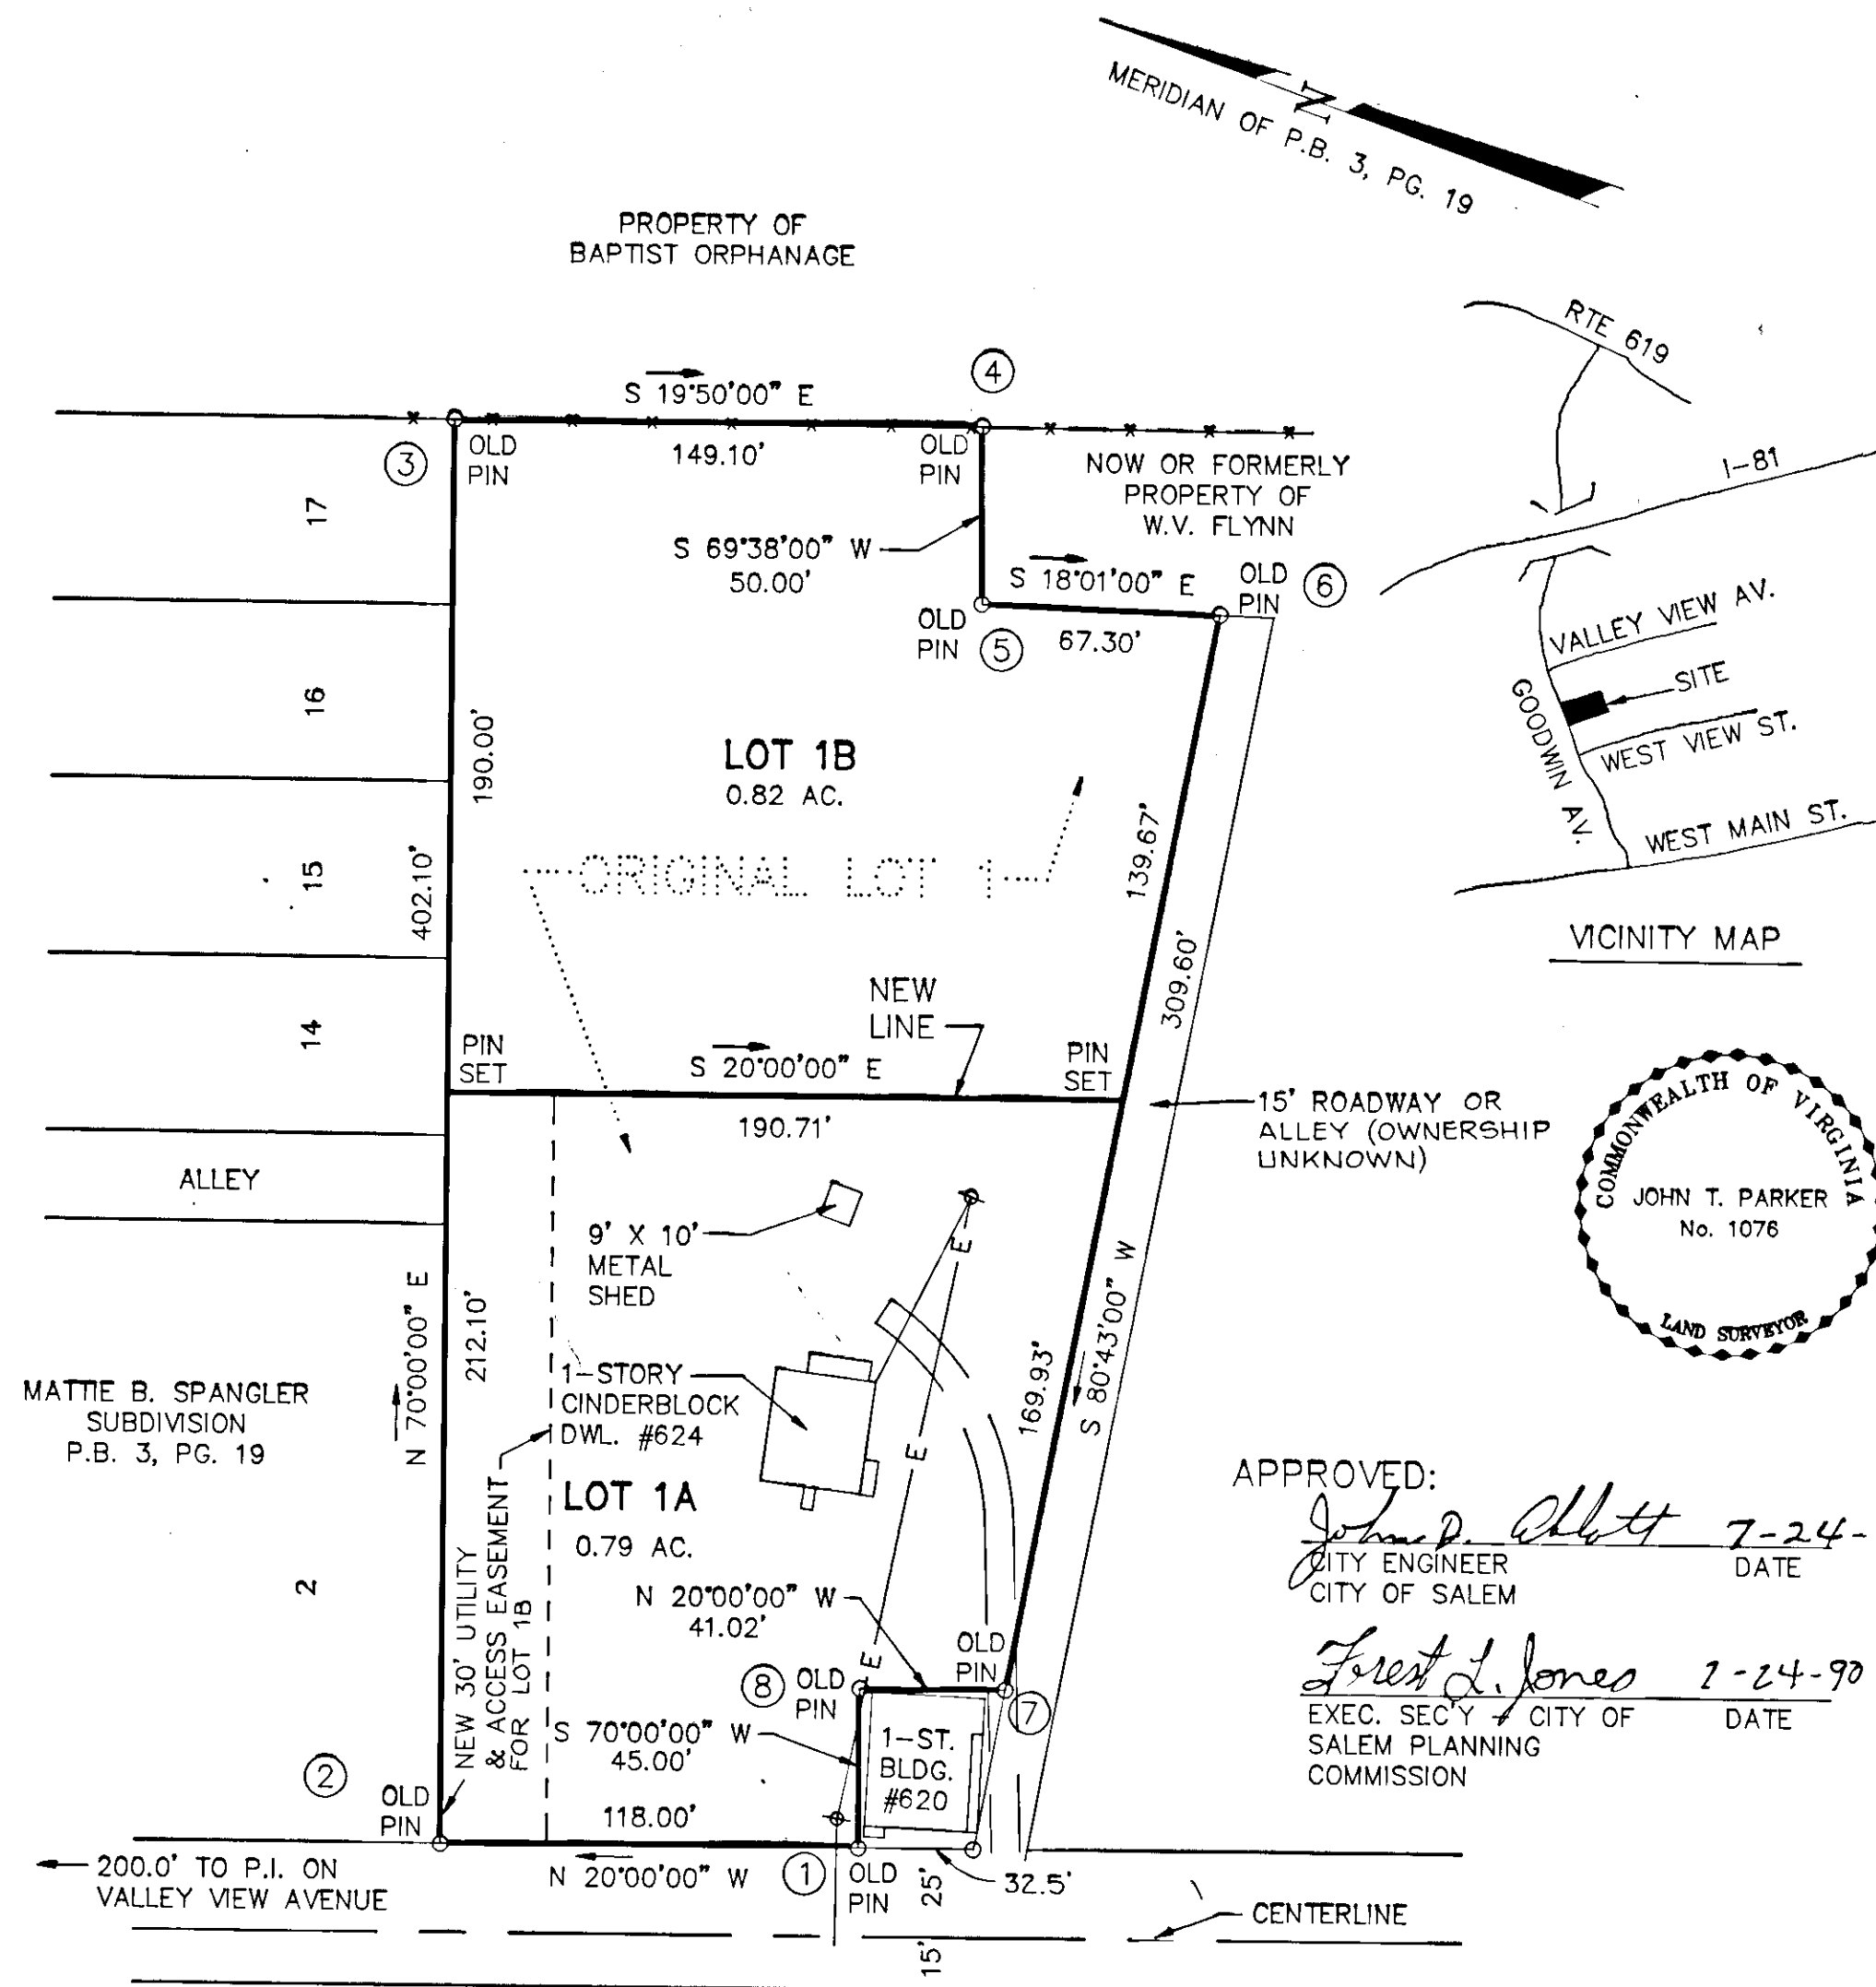 N
MERIDIAN OF P.B. 3, PG. 19
PROPERTY OF
BAPTIST ORPHANAGE
RTE 619
I-81
VALLEY VIEW AV.
SITE
GOODWIN AV.
WEST VIEW ST.
WEST MAIN ST.
VICINITY MAP
S 19°50'00" E
149.10'
4
3
OLD
PIN
OLD
PIN
NOW OR FORMERLY
PROPERTY OF
W.V. FLYNN
S 69°38'00" W
50.00'
S 18°01'00" E
67.30'
OLD
PIN
6
OLD
PIN
5
17
16
15
14
190.00'
402.10'
LOT 1B
0.82 AC.
ORIGINAL LOT 1
139.67'
309.60'
NEW
LINE
PIN
SET
S 20°00'00" E
190.71'
PIN
SET
15' ROADWAY OR
ALLEY (OWNERSHIP
UNKNOWN)
COMMONWEALTH OF VIRGINIA
JOHN T. PARKER
No. 1076
LAND SURVEYOR
ALLEY
9' X 10'
METAL
SHED
E
E
E
N 70°00'00" E
212.10'
169.93'
S 80°43'00" W
MATTIE B. SPANGLER
SUBDIVISION
P.B. 3, PG. 19
1-STORY
CINDERBLOCK
DWL. #624
LOT 1A
0.79 AC.
2
NEW 30' UTILITY
& ACCESS EASEMENT
FOR LOT 1B
N 20°00'00" W
41.02'
OLD
PIN
7
8
OLD
PIN
S 70°00'00" W
45.00'
1-ST.
BLDG.
#620
2
OLD
PIN
118.00'
N 20°00'00" W
1
OLD
PIN
25'
32.5'
15'
200.0' TO P.I. ON
VALLEY VIEW AVENUE
CENTERLINE
APPROVED:
John D. Abbott 7-24-
CITY ENGINEER
CITY OF SALEM
DATE
Forest L. Jones -24-90
EXEC. SEC'Y CITY OF
SALEM PLANNING
COMMISSION
DATE